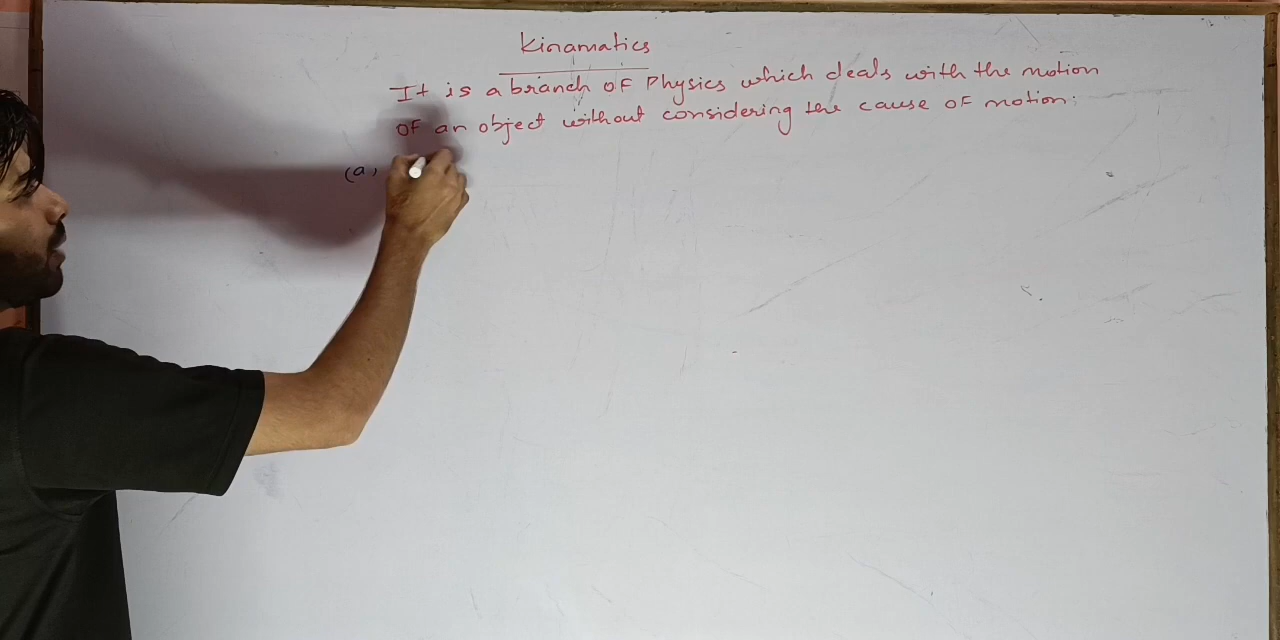 Kinamatics
It is a branch of Physics which deals with the motion
of an object without considering the cause of motion:
(a)